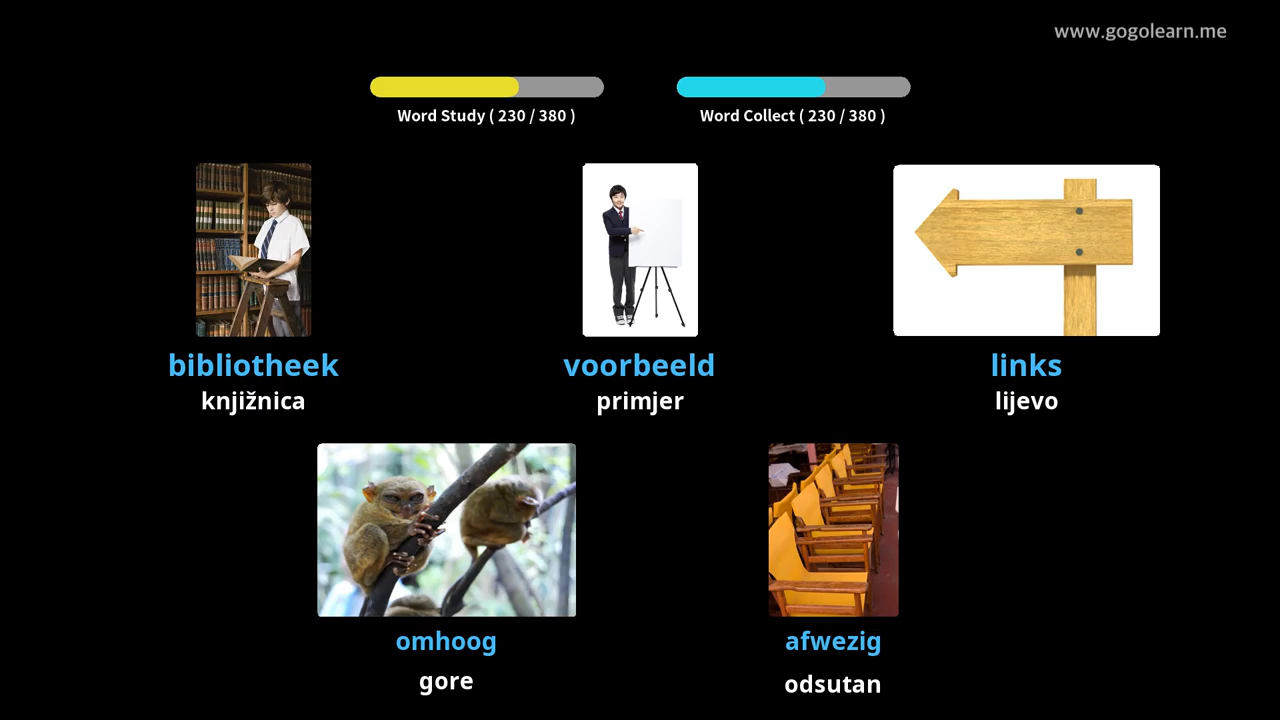 www.gogolearn.me
Word Study ( 230 / 380 )
Word Collect ( 230 / 380 )
bibliotheek
knjižnica
voorbeeld
primjer
links
lijevo
omhoog
gore
afwezig
odsutan